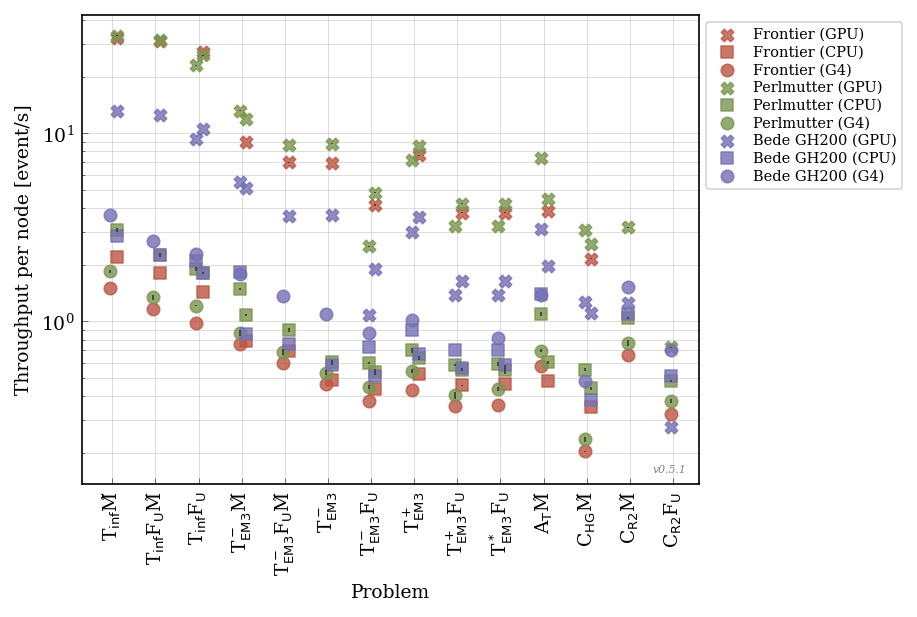 Throughput per node [event/s]
10¹
10⁰
Frontier (GPU)
Frontier (CPU)
Frontier (G4)
Perlmutter (GPU)
Perlmutter (CPU)
Perlmutter (G4)
Bede GH200 (GPU)
Bede GH200 (CPU)
Bede GH200 (G4)
v0.5.1
T_inf M
T_inf F_U M
T_inf F_U
T⁻_EM3 M
T⁻_EM3 F_U M
T⁻_EM3
T⁻_EM3 F_U
T⁺_EM3
T⁺_EM3 F_U
T*_EM3 F_U
A_T M
C_HG M
C_R2 M
C_R2 F_U
Problem